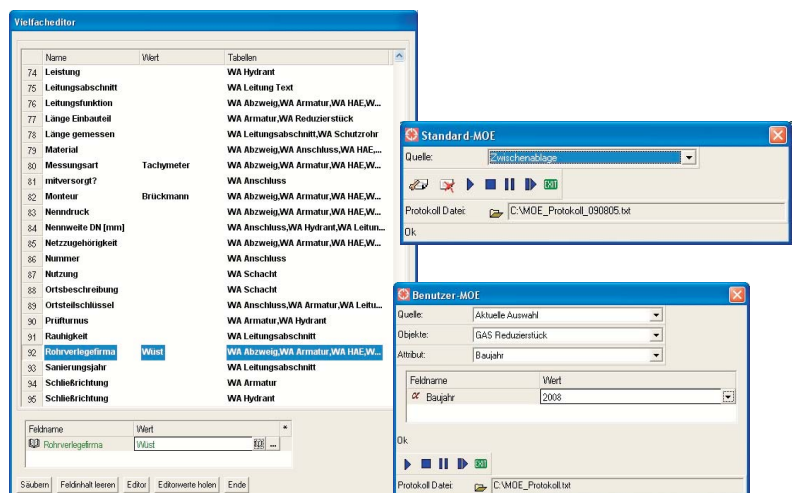 Vielfacheditor
Name Wert Tabellen
74 Leistung WA Hydrant
75 Leitungsabschnitt WA Leitung Text
76 Leitungsfunktion WA Abzweig,WA Armatur,WA HAE,W...
77 Länge Einbauteil WA Armatur,WA Reduzierstück
78 Länge gemessen WA Leitungsabschnitt,WA Schutzrohr
79 Material WA Abzweig,WA Anschluss,WA HAE,...
80 Messungsart Tachymeter WA Abzweig,WA Armatur,WA HAE,W...
81 mitversorgt? WA Anschluss
82 Monteur Brückmann WA Abzweig,WA Armatur,WA HAE,W...
83 Nenndruck WA Abzweig,WA Armatur,WA HAE,W...
84 Nennweite DN [mm] WA Anschluss,WA Hydrant,WA Leitun...
85 Netzzugehörigkeit WA Abzweig,WA Armatur,WA HAE,W...
86 Nummer WA Anschluss
87 Nutzung WA Schacht
88 Ortsbeschreibung WA Schacht
89 Ortsteilschlüssel WA Anschluss,WA Armatur,WA Leitu...
90 Prüfturnus WA Armatur,WA Hydrant
91 Rauhigkeit WA Leitungsabschnitt
92 Rohrverlegefirma Wüst WA Abzweig,WA Armatur,WA HAE,W...
93 Sanierungsjahr WA Leitungsabschnitt
94 Schließrichtung WA Armatur
95 Schließrichtung WA Hydrant
Feldname Wert *
Rohrverlegefirma Wüst ...
Säubern Feldinhalt leeren Editor Editorwerte holen Ende
Standard-MOE
Quelle: Zwischenablage
EXIT
Protokoll Datei: C:\MOE_Protokoll_090805.txt
Ok
Benutzer-MOE
Quelle: Aktuelle Auswahl
Objekte: GAS Reduzierstück
Attribut: Baujahr
Feldname Wert
α Baujahr 2008
Ok
EXIT
Protokoll Datei: C:\MOE_Protokoll.txt